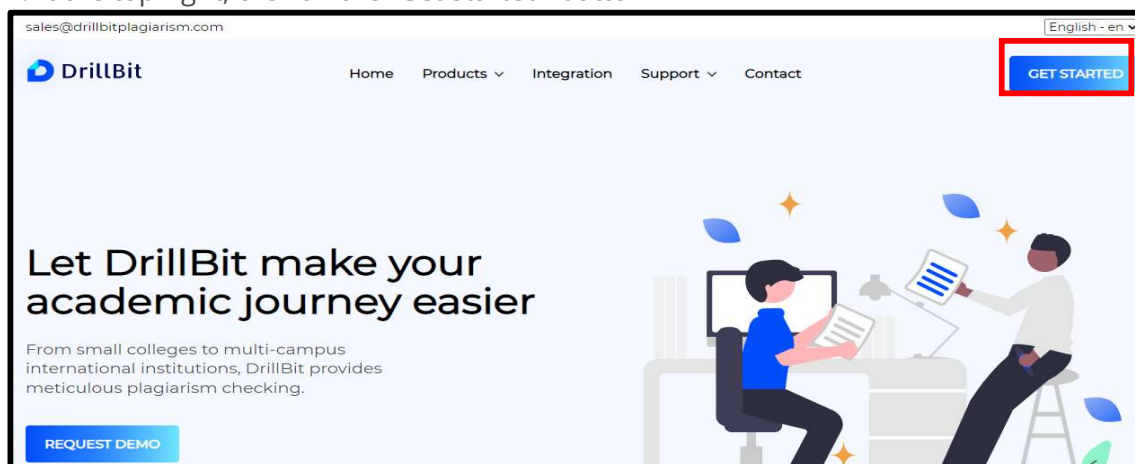 sales@drillbitplagiarism.com
English - en
DrillBit
Home Products Integration Support Contact
GET STARTED
Let DrillBit make your
academic journey easier
From small colleges to multi-campus
international institutions, DrillBit provides
meticulous plagiarism checking.
REQUEST DEMO